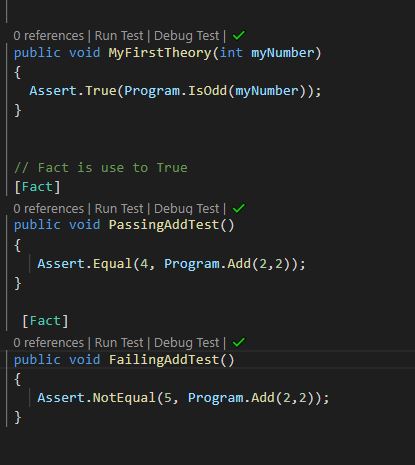 0 references | Run Test | Debug Test | ✓
public void MyFirstTheory(int myNumber)
{
Assert.True(Program.IsOdd(myNumber));
}
// Fact is use to True
[Fact]
0 references | Run Test | Debug Test | ✓
public void PassingAddTest()
{
Assert.Equal(4, Program.Add(2,2));
}
[Fact]
0 references | Run Test | Debug Test | ✓
public void FailingAddTest()
{
Assert.NotEqual(5, Program.Add(2,2));
}